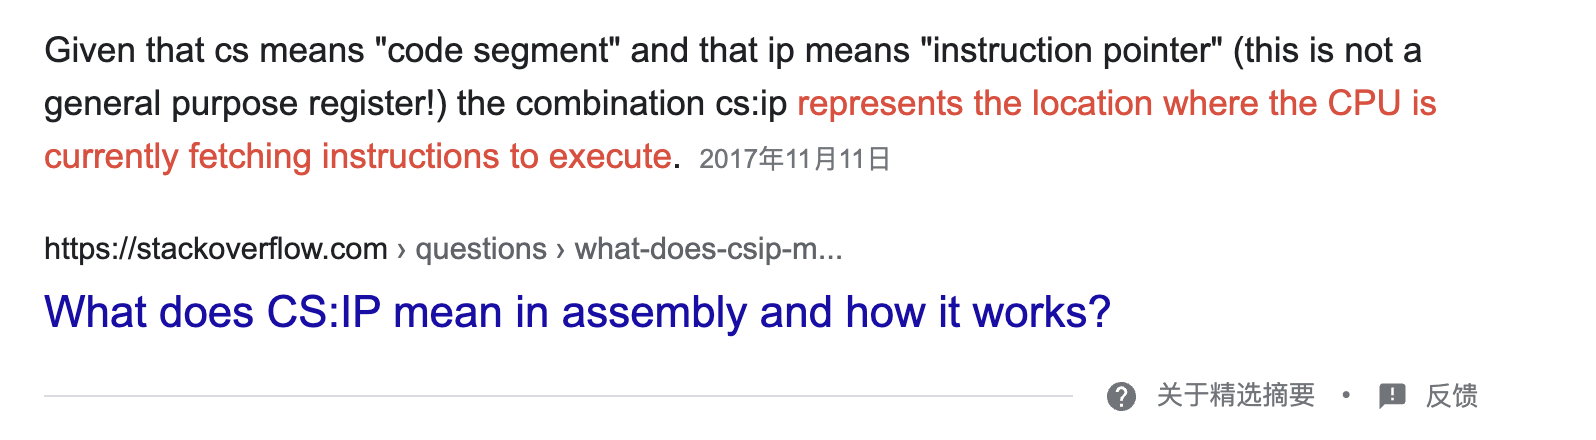 Given that cs means "code segment" and that ip means "instruction pointer" (this is not a
general purpose register!) the combination cs:ip represents the location where the CPU is
currently fetching instructions to execute. 2017年11月11日
https://stackoverflow.com › questions › what-does-csip-m...
What does CS:IP mean in assembly and how it works?
关于精选摘要 • 反馈